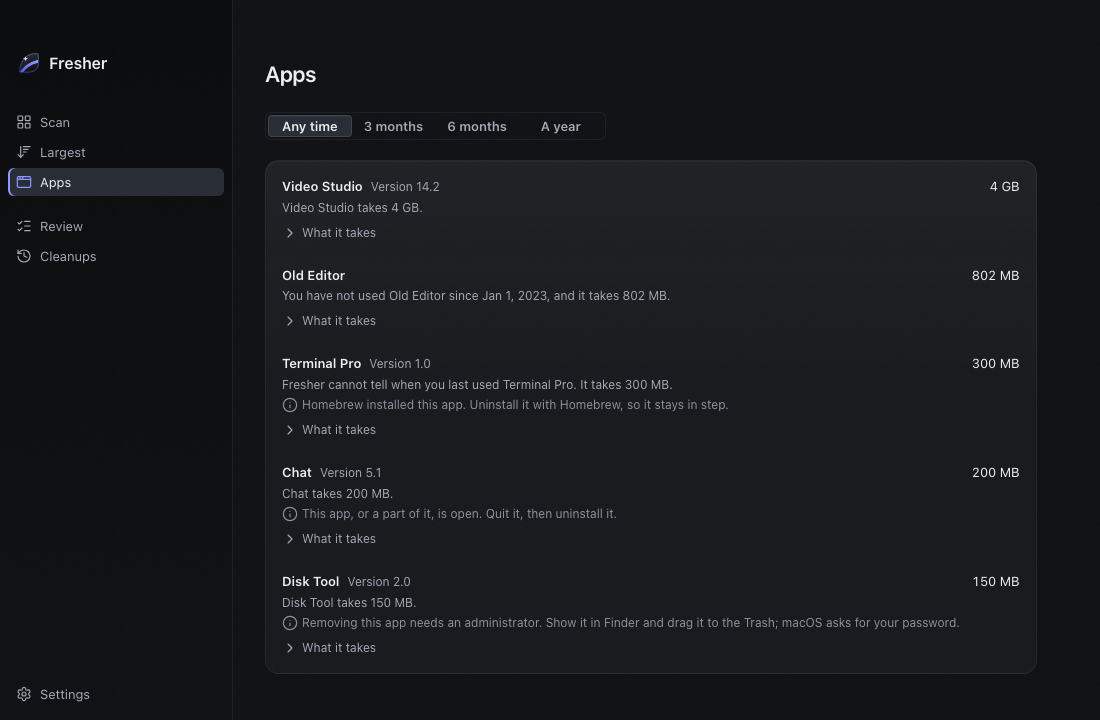 Fresher
Scan
Largest
Apps
Review
Cleanups
Settings
Apps
Any time 3 months 6 months A year
Video Studio Version 14.2 4 GB
Video Studio takes 4 GB.
What it takes
Old Editor 802 MB
You have not used Old Editor since Jan 1, 2023, and it takes 802 MB.
What it takes
Terminal Pro Version 1.0 300 MB
Fresher cannot tell when you last used Terminal Pro. It takes 300 MB.
Homebrew installed this app. Uninstall it with Homebrew, so it stays in step.
What it takes
Chat Version 5.1 200 MB
Chat takes 200 MB.
This app, or a part of it, is open. Quit it, then uninstall it.
What it takes
Disk Tool Version 2.0 150 MB
Disk Tool takes 150 MB.
Removing this app needs an administrator. Show it in Finder and drag it to the Trash; macOS asks for your password.
What it takes